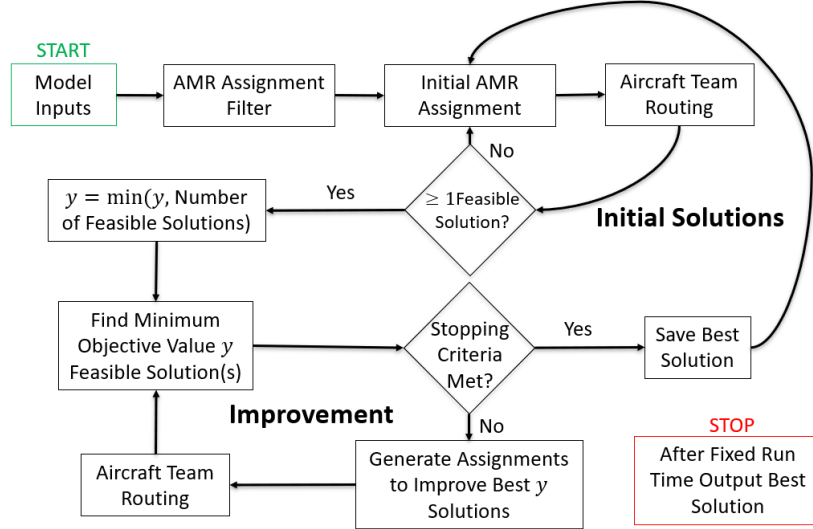 START
Model
Inputs
AMR Assignment
Filter
Initial AMR
Assignment
Aircraft Team
Routing
No
≥ 1Feasible
Solution?
Yes
y = min(y, Number
of Feasible Solutions)
Initial Solutions
Find Minimum
Objective Value y
Feasible Solution(s)
Stopping
Criteria
Met?
Yes
Save Best
Solution
Improvement
No
Generate Assignments
to Improve Best y
Solutions
Aircraft Team
Routing
STOP
After Fixed Run
Time Output Best
Solution